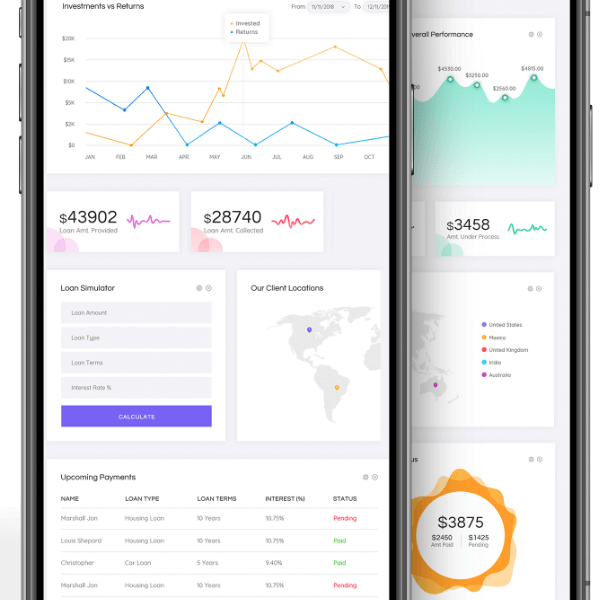 Investments vs Returns
From 11/11/2018 To 12/11/2018
Invested
Returns
$20K
$15K
$10K
$5K
$2K
$0
JAN FEB MAR APR MAY JUN JUL AUG SEP OCT
Overall Performance
$4530.00
$3250.00
$2560.00
$4815.00
$43902
Loan Amt. Provided
$28740
Loan Amt. Collected
$3458
Amt. Under Process
Loan Simulator
Loan Amount
Loan Type
Loan Terms
Interest Rate %
CALCULATE
Our Client Locations
United States
Mexico
United Kingdom
India
Australia
Upcoming Payments
NAME LOAN TYPE LOAN TERMS INTEREST (%) STATUS
Marshall Jon Housing Loan 10 Years 10.75% Pending
Louis Shepard Housing Loan 10 Years 10.75% Paid
Christopher Car Loan 5 Years 9.40% Paid
Marshall Jon Housing Loan 10 Years 10.75% Pending
$3875
$2450 $1425
Amt Paid Pending